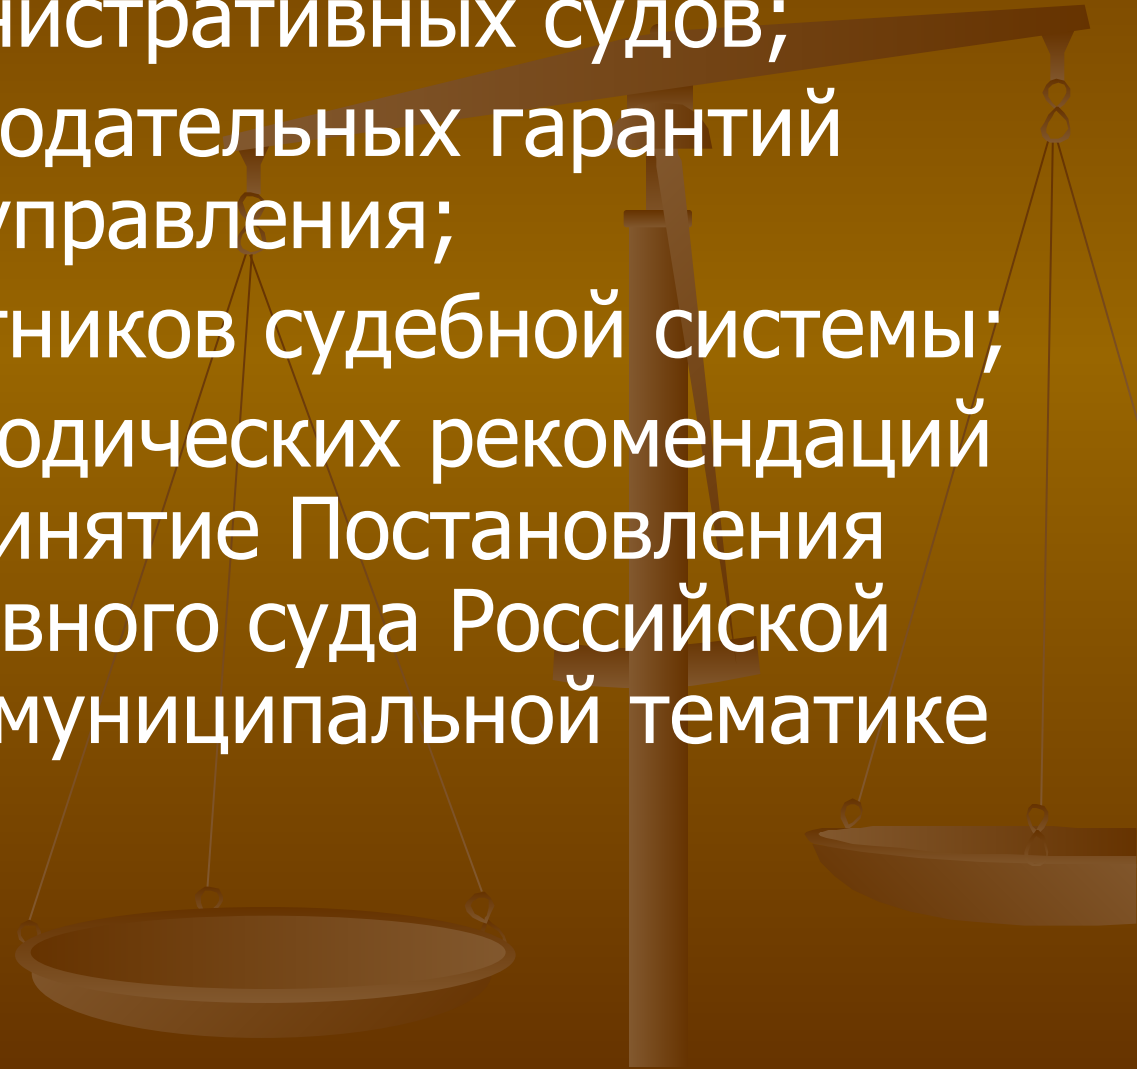 нистративных судов;
одательных гарантий
управления;
тников судебной системы;
одических рекомендаций
инятие Постановления
вного суда Российской
муниципальной тематике